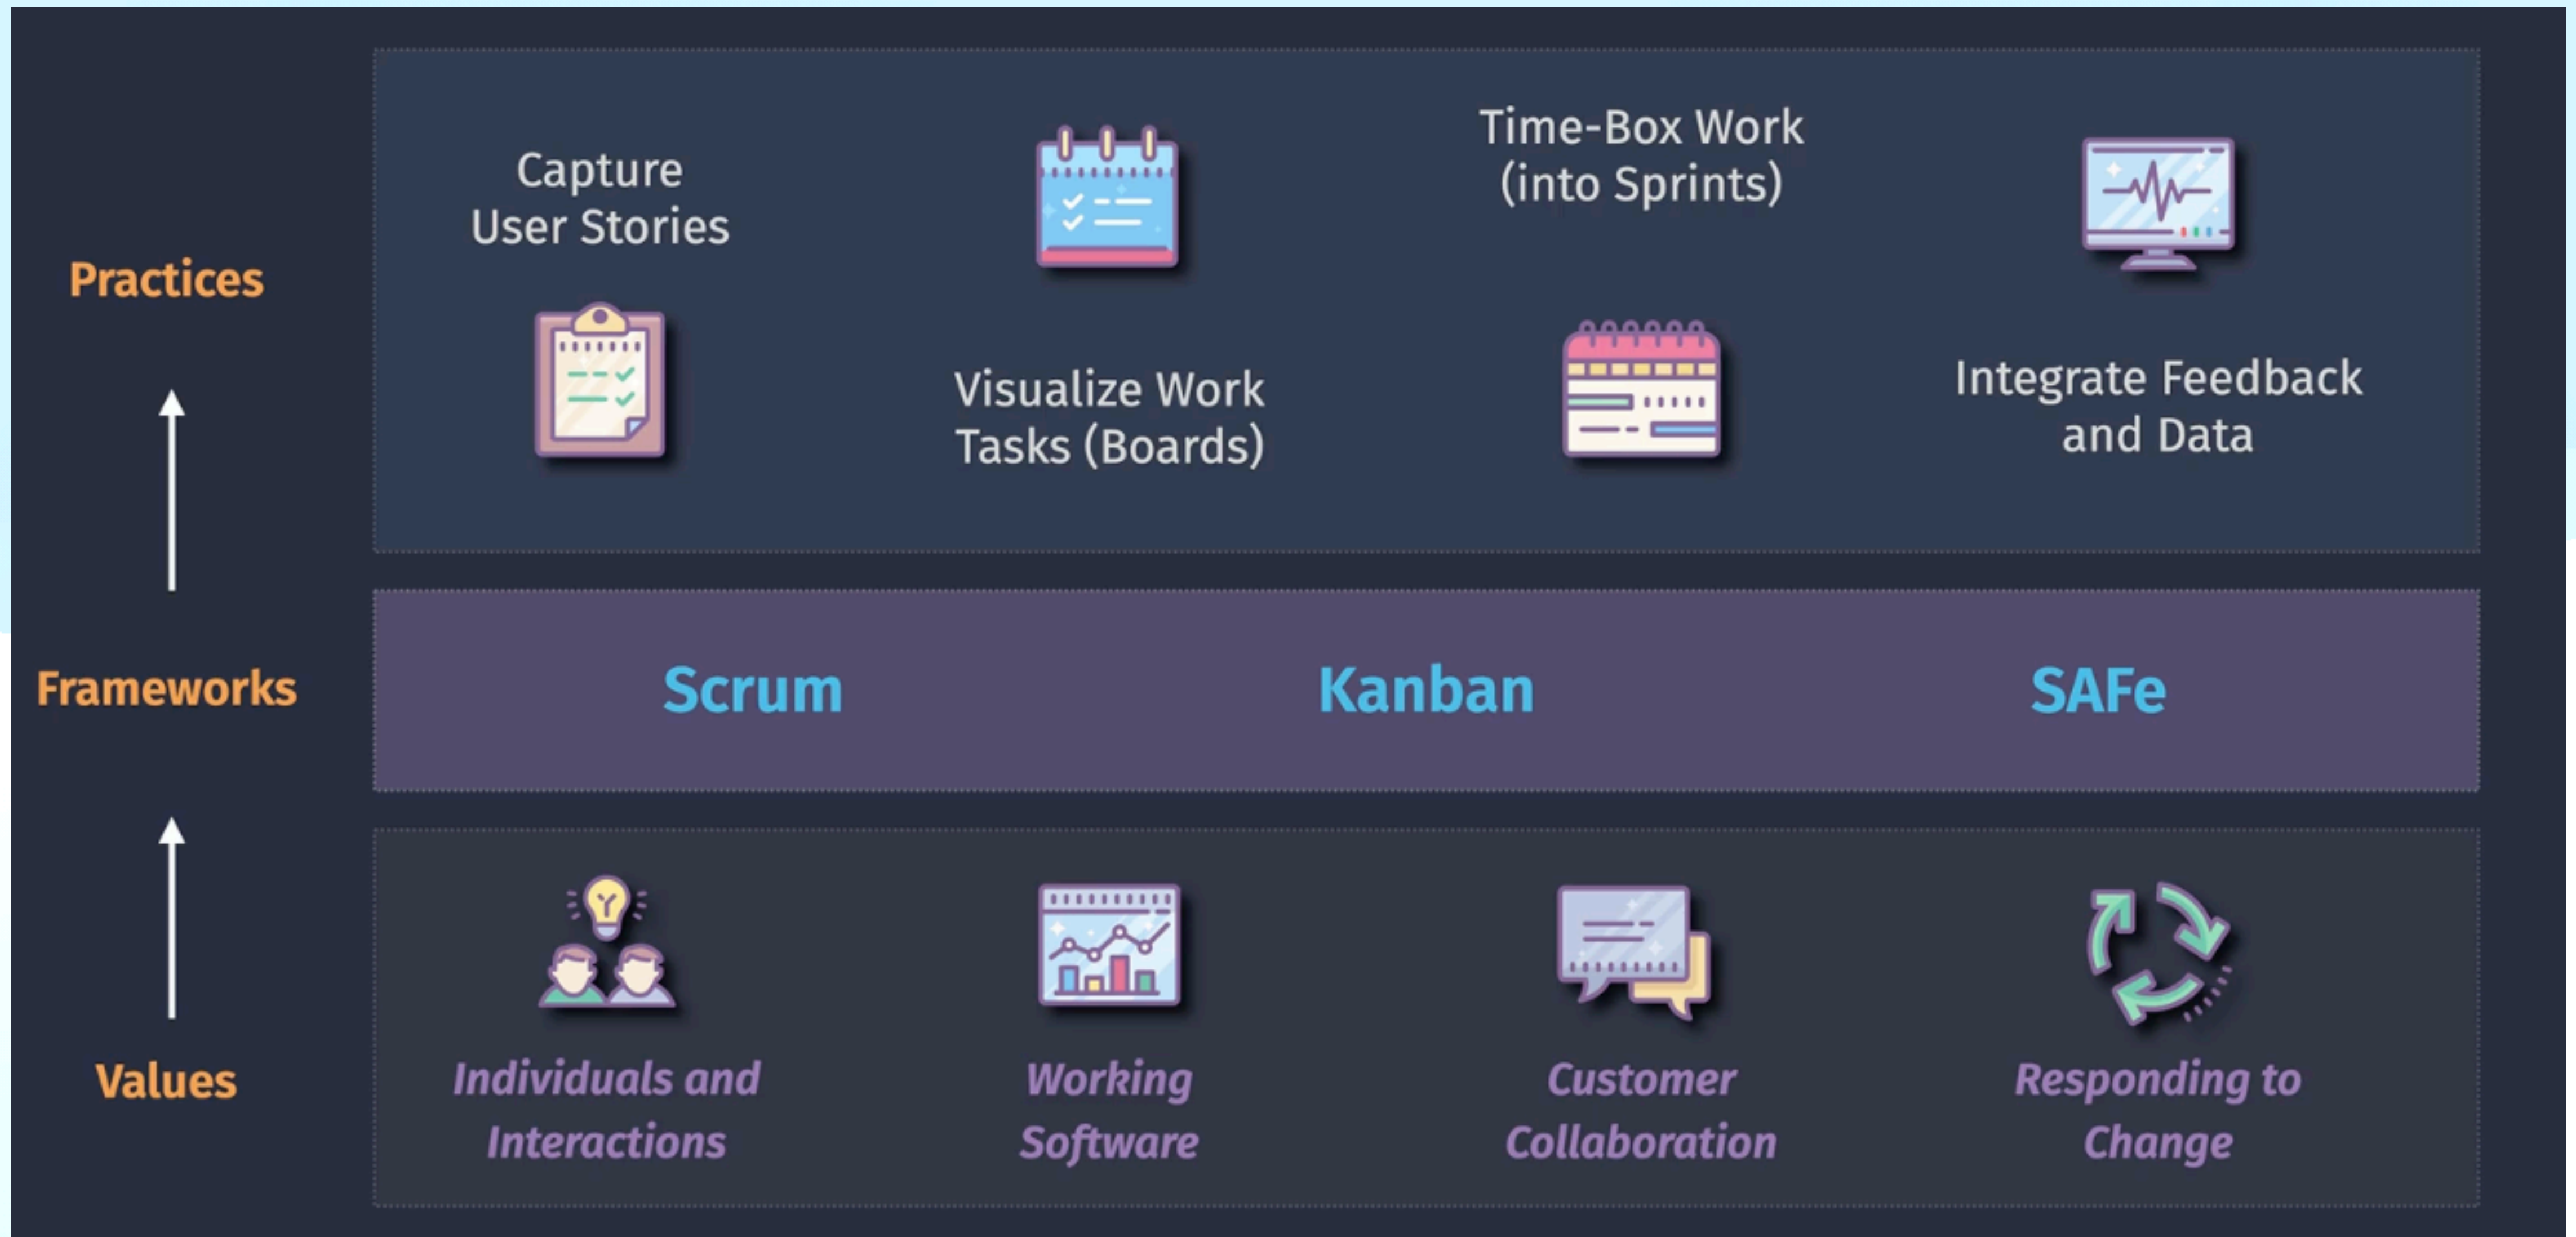 Practices
Capture
User Stories
Visualize Work
Tasks (Boards)
Time-Box Work
(into Sprints)
Integrate Feedback
and Data
Frameworks
Scrum
Kanban
SAFe
Values
Individuals and
Interactions
Working
Software
Customer
Collaboration
Responding to
Change